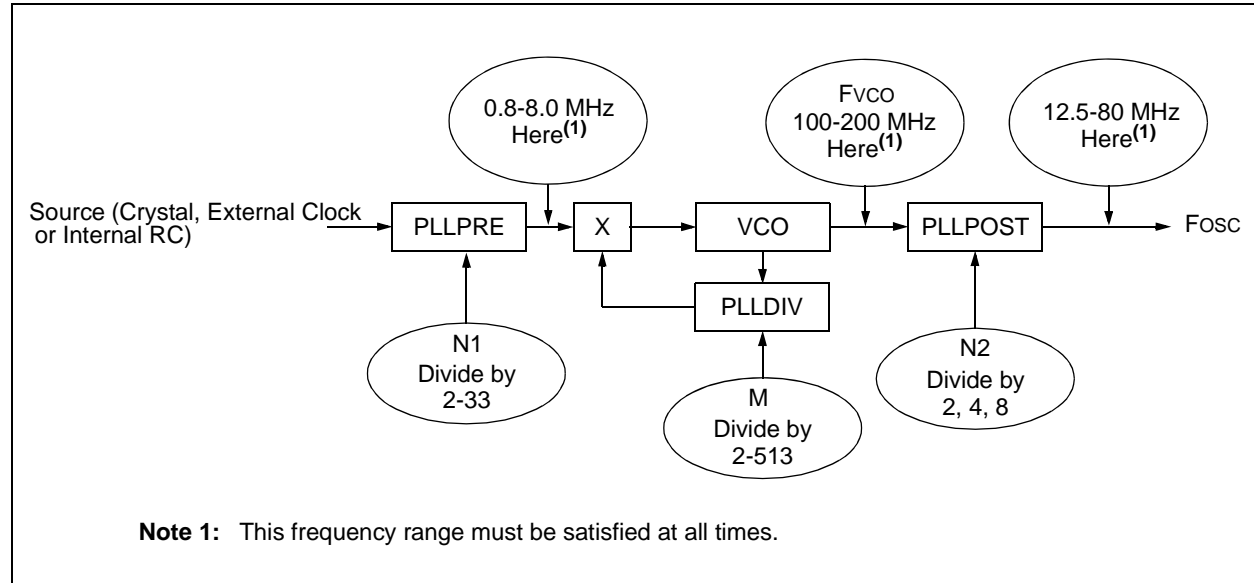 0.8-8.0 MHz
Here(1)
FVCO
100-200 MHz
Here(1)
12.5-80 MHz
Here(1)
Source (Crystal, External Clock
or Internal RC)
PLLPRE
X
VCO
PLLPOST
FOSC
PLLDIV
N1
Divide by
2-33
M
Divide by
2-513
N2
Divide by
2, 4, 8
Note 1: This frequency range must be satisfied at all times.